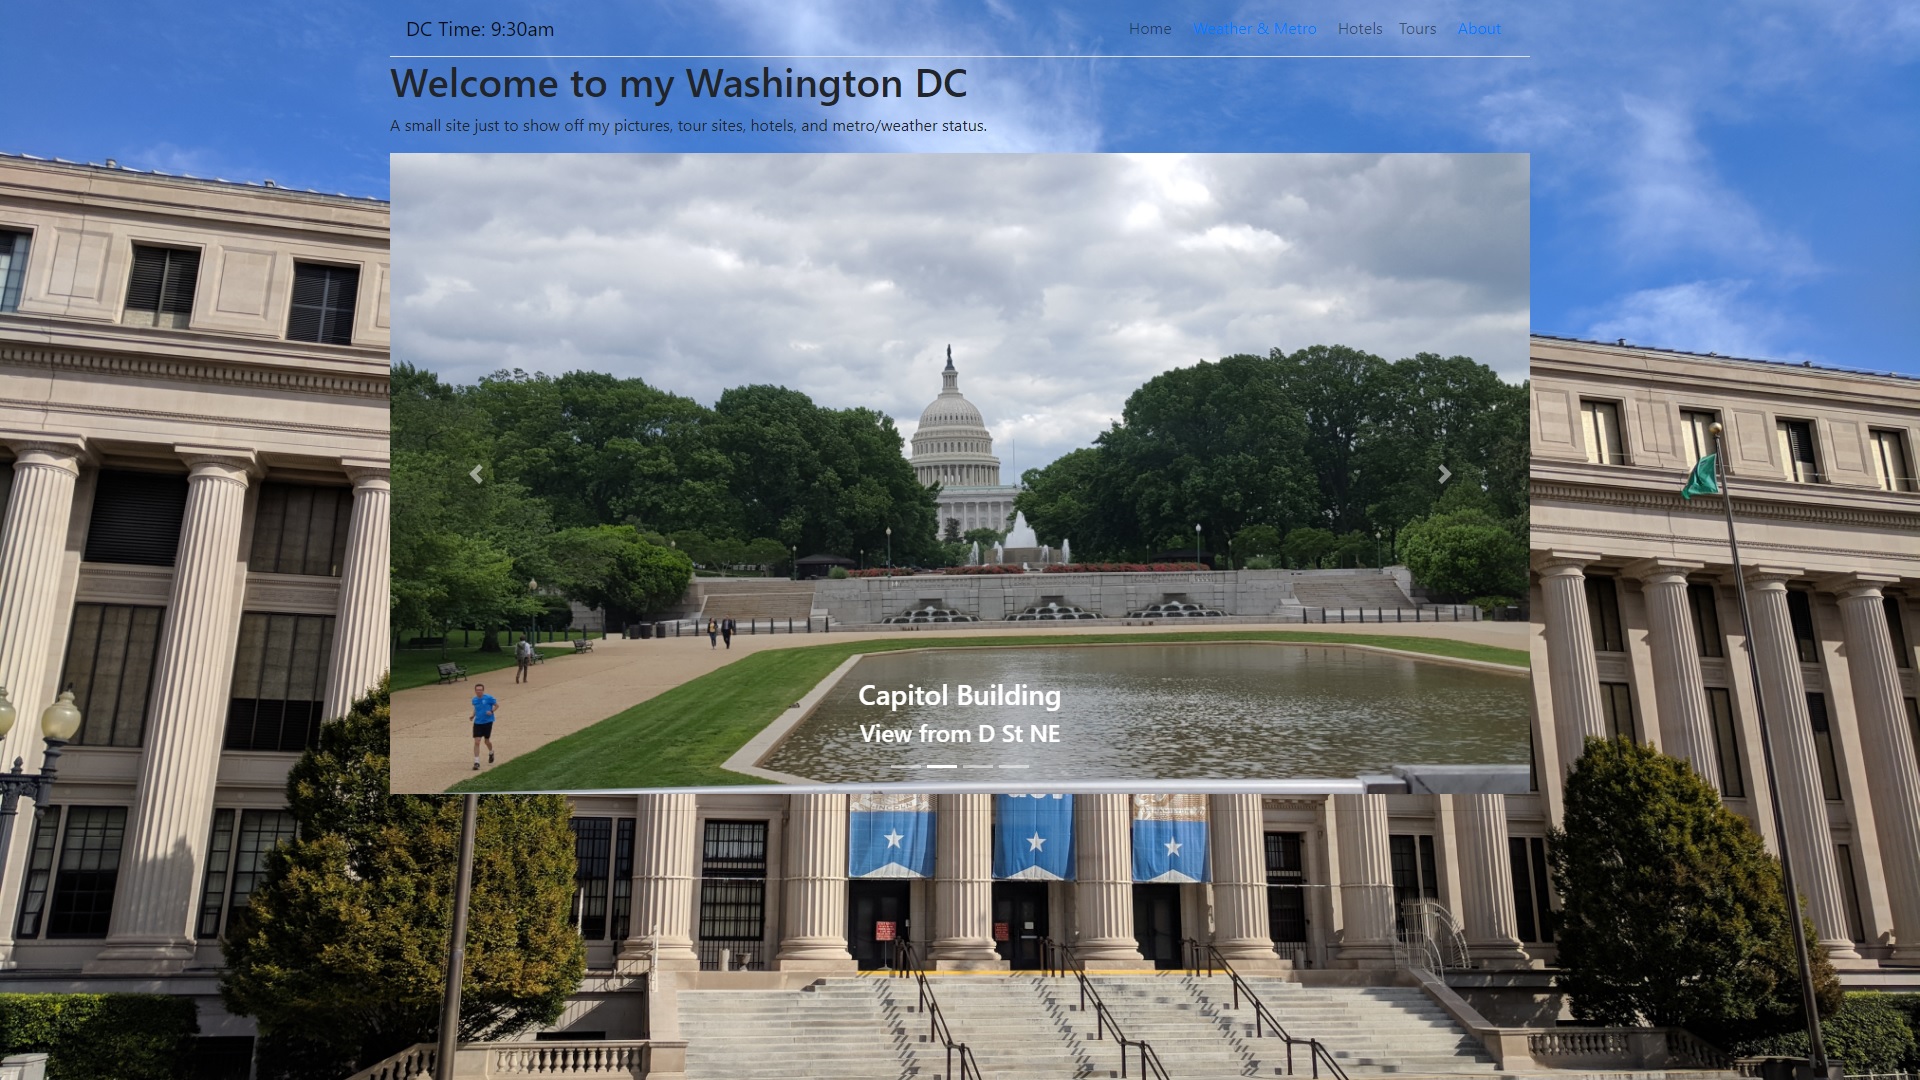 DC Time: 9:30am
Home Weather & Metro Hotels Tours About
Welcome to my Washington DC
A small site just to show off my pictures, tour sites, hotels, and metro/weather status.
Capitol Building
View from D St NE